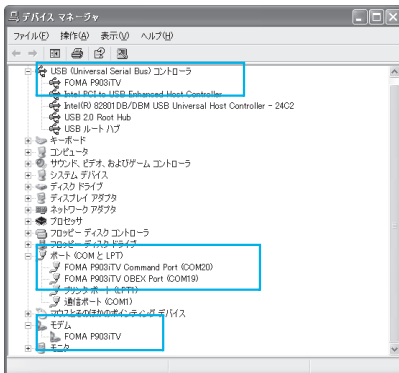 デバイス マネージャ
ファイル(F) 操作(A) 表示(V) ヘルプ(H)
USB (Universal Serial Bus) コントローラ
FOMA P903iTV
Intel PCI to USB Enhanced Host Controller
Intel(R) 82801DB/DBM USB Universal Host Controller - 24C2
USB 2.0 Root Hub
USB ルート ハブ
キーボード
コンピュータ
サウンド、ビデオ、およびゲーム コントローラ
システム デバイス
ディスク ドライブ
ディスプレイ アダプタ
ネットワーク アダプタ
プロセッサ
フロッピー ディスク コントローラ
フロッピー ディスク ドライブ
ポート (COM と LPT)
FOMA P903iTV Command Port (COM20)
FOMA P903iTV OBEX Port (COM19)
プリンタ ポート (LPT1)
通信ポート (COM1)
マウスとそのほかのポインティング デバイス
モデム
FOMA P903iTV
モニタ